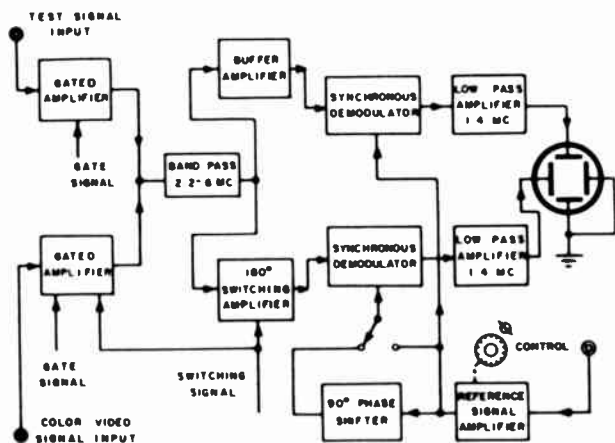 TEST SIGNAL
INPUT
GATED
AMPLIFIER
GATE
SIGNAL
BUFFER
AMPLIFIER
SYNCHRONOUS
DEMODULATOR
LOW PASS
AMPLIFIER
1 4 MC
BAND PASS
2 2-6 MC
GATED
AMPLIFIER
180°
SWITCHING
AMPLIFIER
SYNCHRONOUS
DEMODULATOR
LOW PASS
AMPLIFIER
1 4 MC
GATE
SIGNAL
SWITCHING
SIGNAL
COLOR VIDEO
SIGNAL INPUT
90° PHASE
SHIFTER
REFERENCE
SIGNAL
AMPLIFIER
CONTROL
Ø